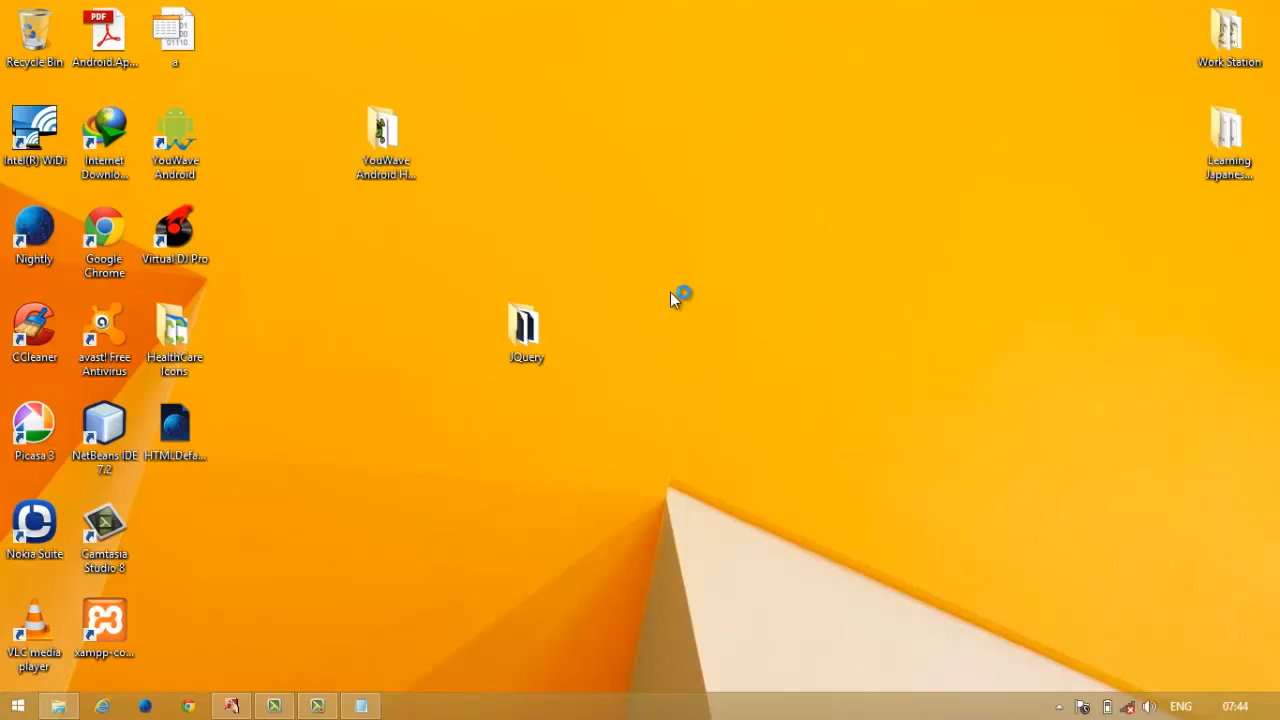 Recycle Bin
PDF
Android.Ap...
a
Work Station
Intel(R) WiDi
Internet
Downlo...
YouWave
Android
YouWave
Android H...
Learning
Japanes...
Nightly
Google
Chrome
Virtual DJ Pro
CCleaner
avast! Free
Antivirus
HealthCare
Icons
JQuery
Picasa 3
NetBeans IDE
7.2
HTMLDefa...
Nokia Suite
Camtasia
Studio 8
VLC media
player
xampp-co...
ENG
07:44